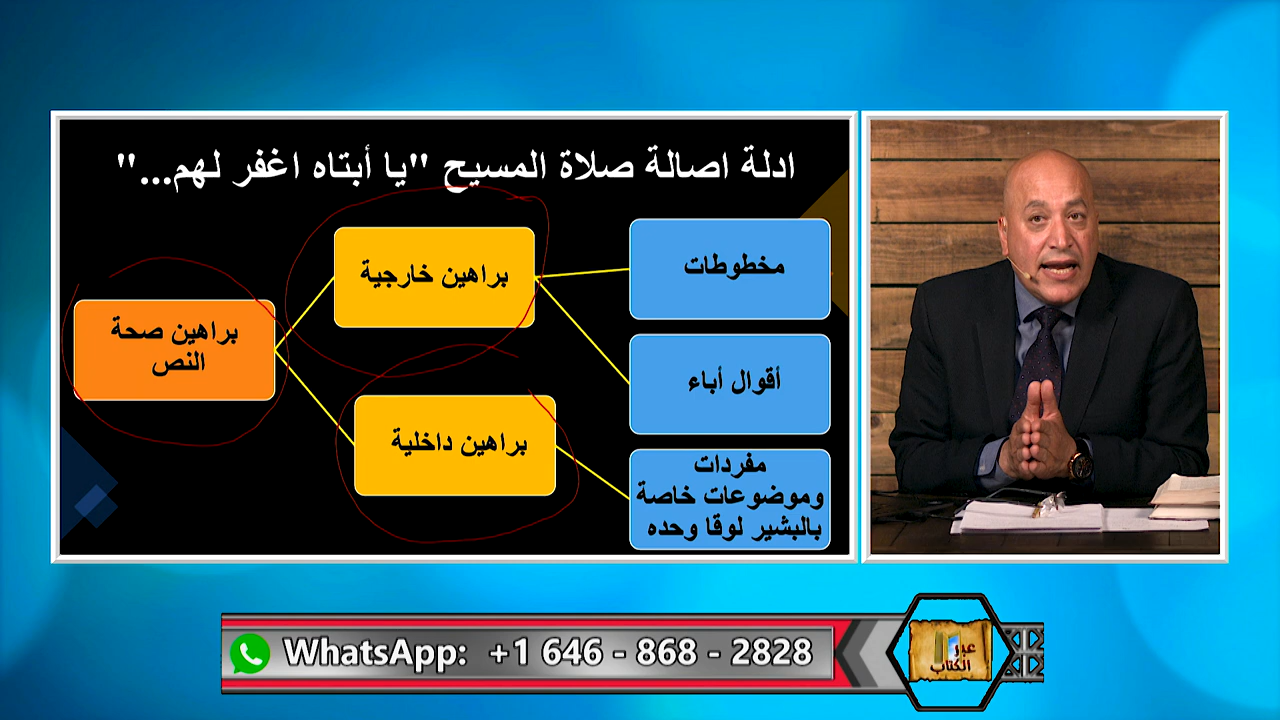 ادلة اصالة صلاة المسيح "يا أبتاه اغفر لهم..."
براهين صحة
النص
براهين خارجية
براهين داخلية
مخطوطات
أقوال أباء
مفردات
وموضوعات خاصة
بالبشير لوقا وحده
WhatsApp: +1 646 - 868 - 2828
عبر
الكتاب